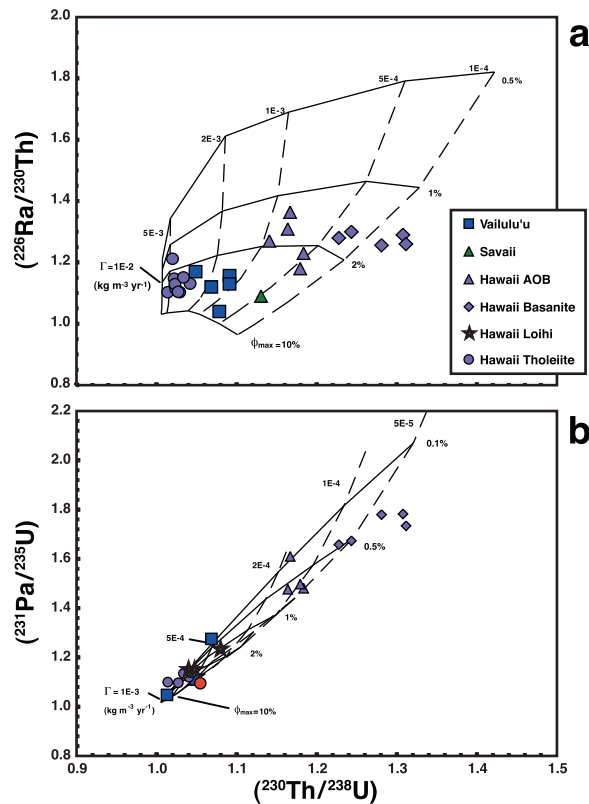 a
2.0
1.8
1.6
1.4
1.2
1.0
0.8
(226Ra/230Th)
1E-4
0.5%
5E-4
1E-3
2E-3
1%
5E-3
Γ=1E-2
(kg m-3 yr-1)
2%
ϕmax=10%
Vailulu'u
Savaii
Hawaii AOB
Hawaii Basanite
Hawaii Loihi
Hawaii Tholeiite
b
2.2
2.0
1.8
1.6
1.4
1.2
1.0
0.8
(231Pa/235U)
5E-5
0.1%
1E-4
0.5%
2E-4
1%
5E-4
2%
Γ = 1E-3
(kg m-3 yr-1)
ϕmax=10%
0.9
1.0
1.1
1.2
1.3
1.4
1.5
(230Th/238U)